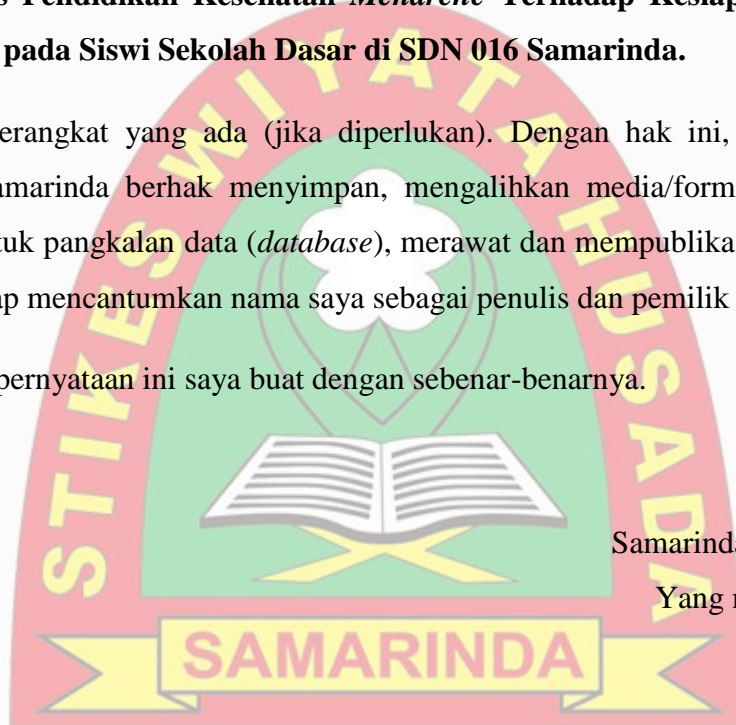 s Pendidikan Kesehatan Menarche Terhadap Kesiap
pada Siswi Sekolah Dasar di SDN 016 Samarinda.
erangkat yang ada (jika diperlukan). Dengan hak ini,
amarinda berhak menyimpan, mengalihkan media/form
tuk pangkalan data (database), merawat dan mempublika
ap mencantumkan nama saya sebagai penulis dan pemilik
pernyataan ini saya buat dengan sebenar-benarnya.
Samarinda
Yang
STIKES WIYATA HUSADA
SAMARINDA